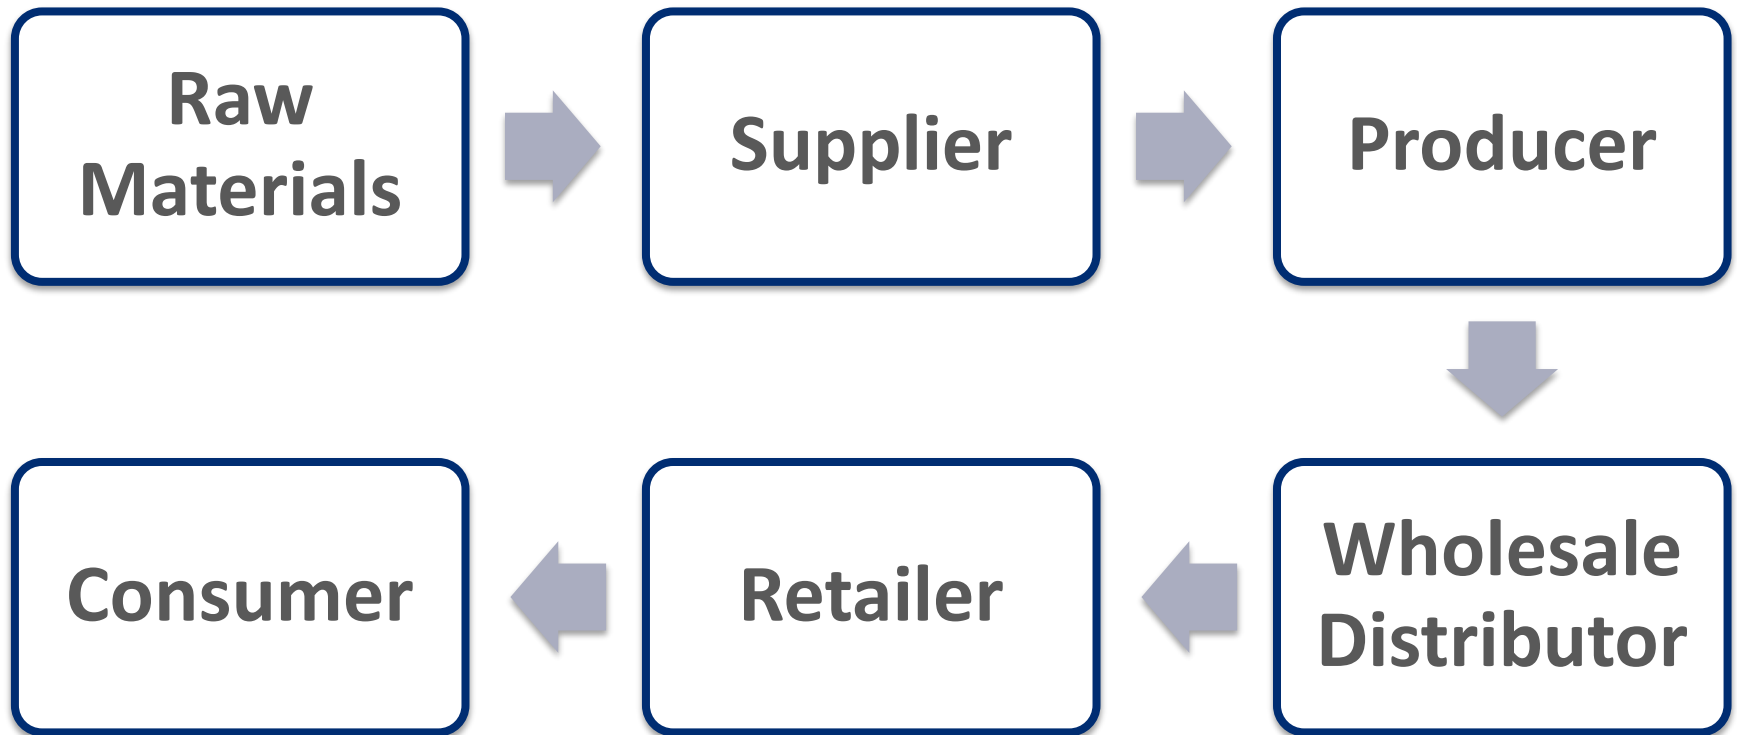 Raw
Materials
Supplier
Producer
Wholesale
Distributor
Retailer
Consumer